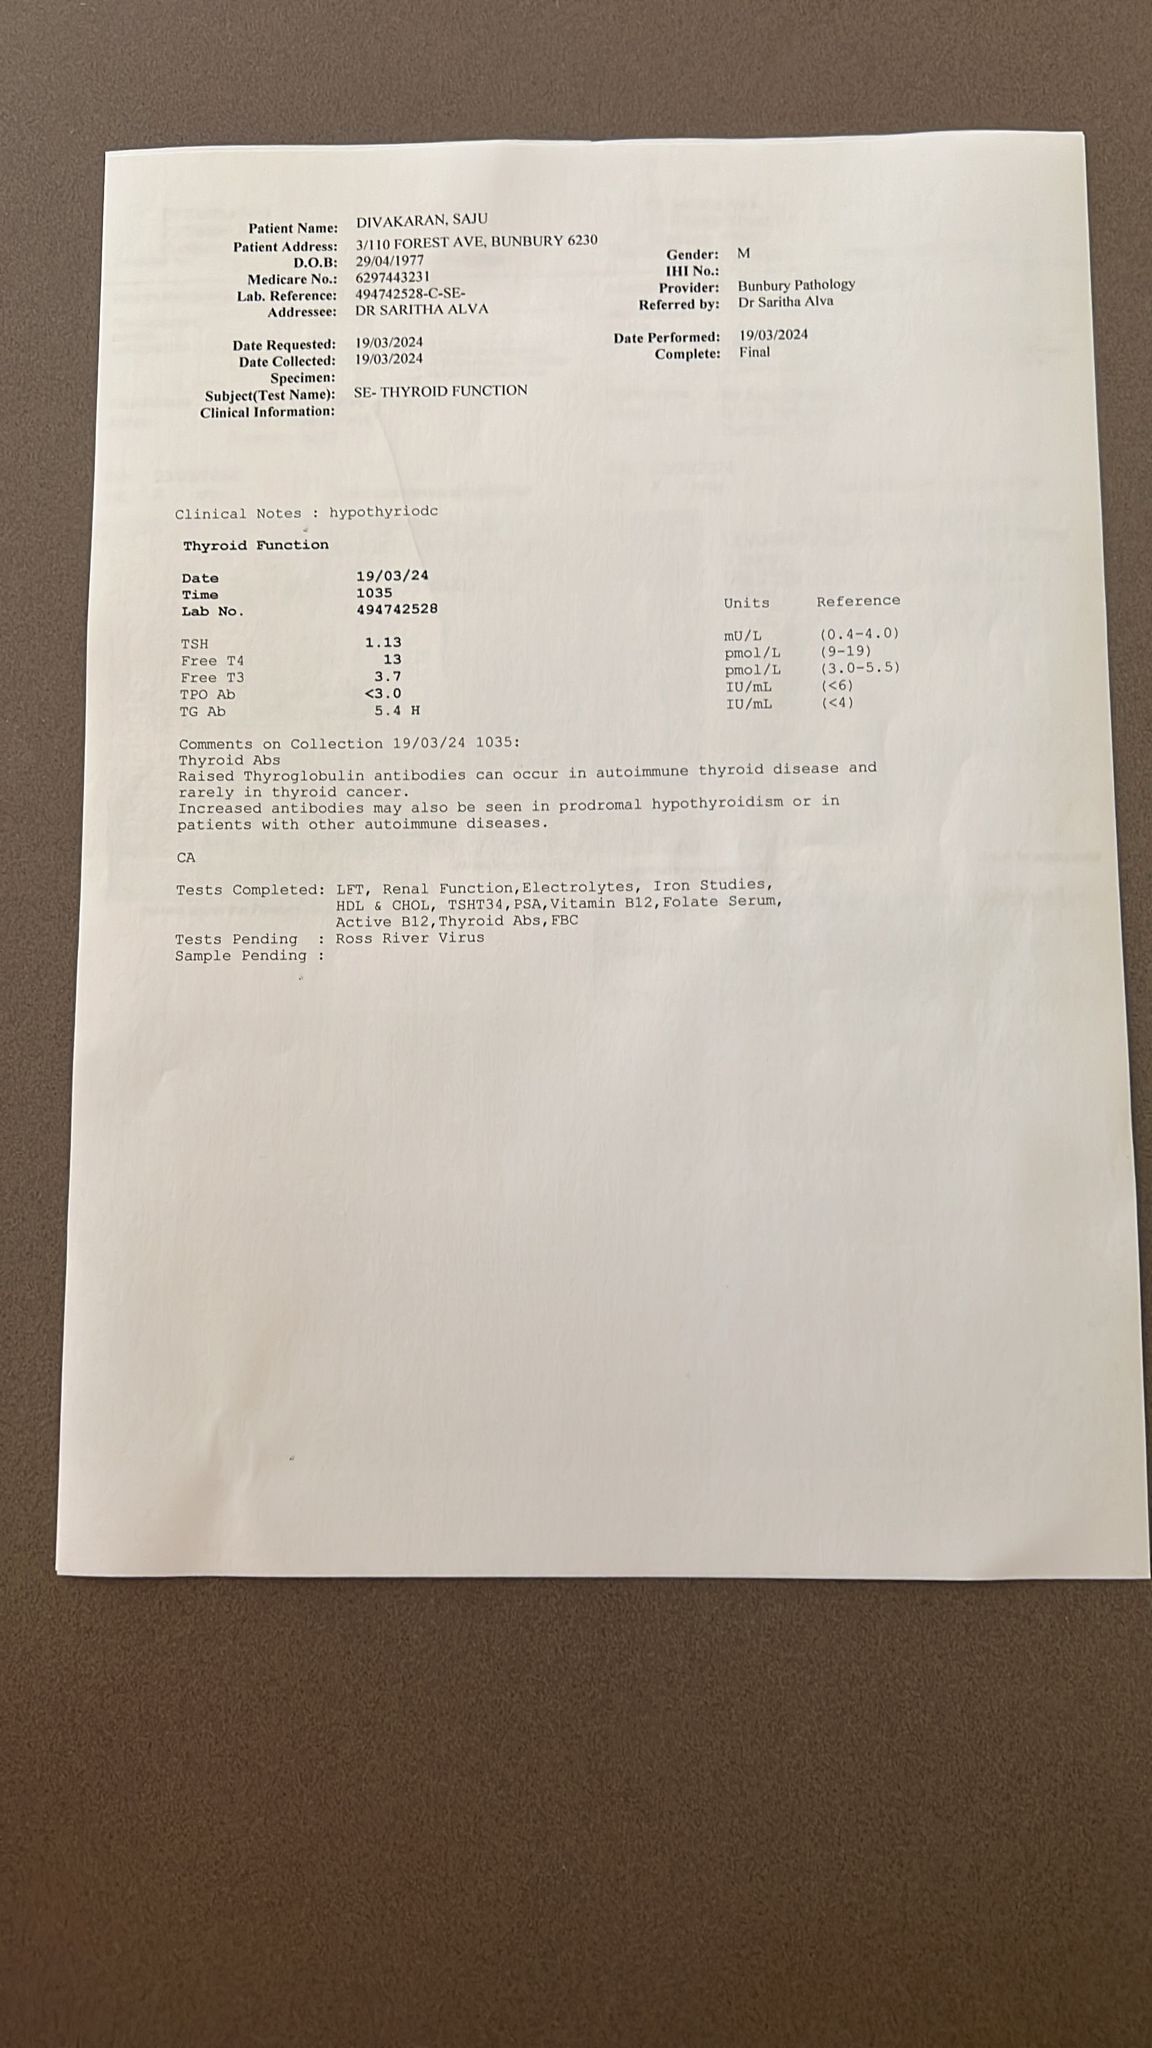 Patient Name: DIVAKARAN, SAJU
Patient Address: 3/110 FOREST AVE, BUNBURY 6230
D.O.B: 29/04/1977 Gender: M
Medicare No.: 6297443231 IHI No.:
Lab. Reference: 494742528-C-SE- Provider: Bunbury Pathology
Addressee: DR SARITHA ALVA Referred by: Dr Saritha Alva
Date Requested: 19/03/2024 Date Performed: 19/03/2024
Date Collected: 19/03/2024 Complete: Final
Specimen:
Subject(Test Name): SE- THYROID FUNCTION
Clinical Information:
Clinical Notes : hypothyriodc
Thyroid Function
Date 19/03/24
Time 1035
Lab No. 494742528 Units Reference
TSH 1.13 mU/L (0.4-4.0)
Free T4 13 pmol/L (9-19)
Free T3 3.7 pmol/L (3.0-5.5)
TPO Ab <3.0 IU/mL (<6)
TG Ab 5.4 H IU/mL (<4)
Comments on Collection 19/03/24 1035:
Thyroid Abs
Raised Thyroglobulin antibodies can occur in autoimmune thyroid disease and
rarely in thyroid cancer.
Increased antibodies may also be seen in prodromal hypothyroidism or in
patients with other autoimmune diseases.
CA
Tests Completed: LFT, Renal Function,Electrolytes, Iron Studies,
HDL & CHOL, TSHT34,PSA,Vitamin B12,Folate Serum,
Active B12,Thyroid Abs,FBC
Tests Pending : Ross River Virus
Sample Pending :